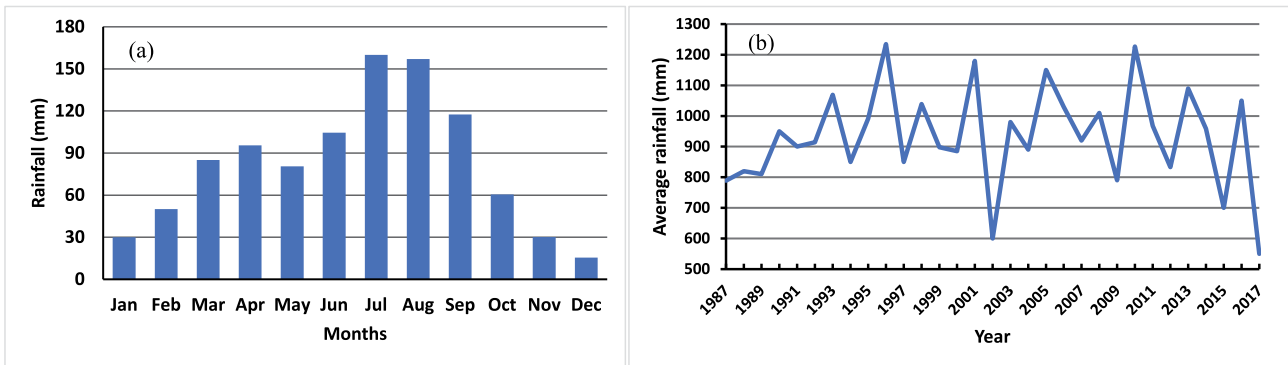 (a)
Rainfall (mm)
180
150
120
90
60
30
0
Jan Feb Mar Apr May Jun Jul Aug Sep Oct Nov Dec
Months
(b)
Average rainfall (mm)
1300
1200
1100
1000
900
800
700
600
500
1987 1989 1991 1993 1995 1997 1999 2001 2003 2005 2007 2009 2011 2013 2015 2017
Year